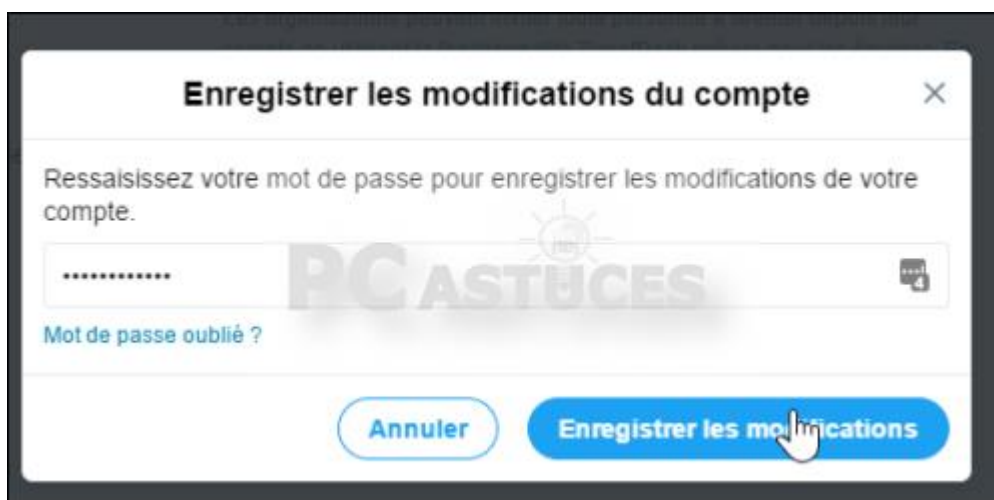 Enregistrer les modifications du compte
Ressaisissez votre mot de passe pour enregistrer les modifications de votre
compte.
PC ASTUCES
4
Mot de passe oublié ?
Annuler
Enregistrer les modifications